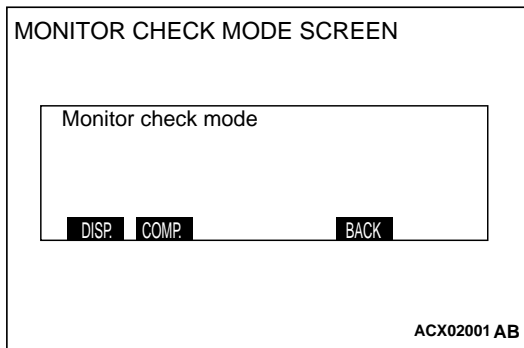 MONITOR CHECK MODE SCREEN
Monitor check mode
DISP. COMP. BACK
ACX02001 AB